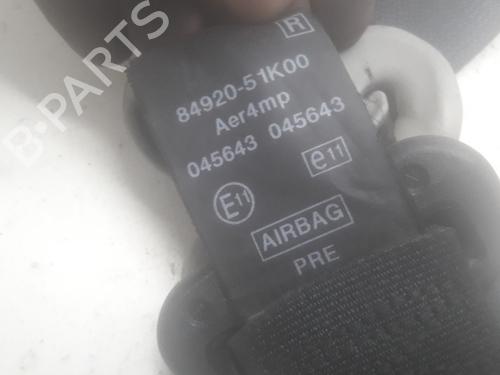 R
84920-51K00
Aer4mp
045643 045643
E11
e11
AIRBAG
PRE
B-PARTS